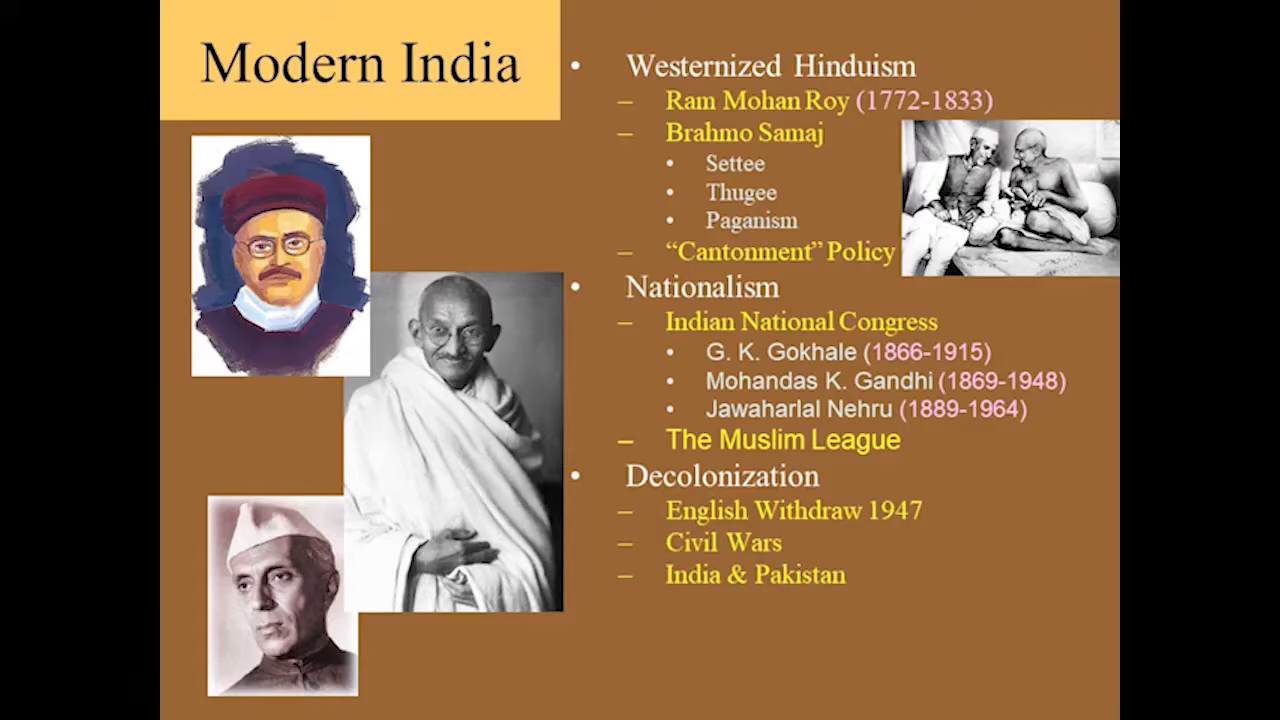 Modern India
• Westernized Hinduism
– Ram Mohan Roy (1772-1833)
– Brahmo Samaj
• Settee
• Thugee
• Paganism
– “Cantonment” Policy
• Nationalism
– Indian National Congress
• G. K. Gokhale (1866-1915)
• Mohandas K. Gandhi (1869-1948)
• Jawaharlal Nehru (1889-1964)
– The Muslim League
• Decolonization
– English Withdraw 1947
– Civil Wars
– India & Pakistan